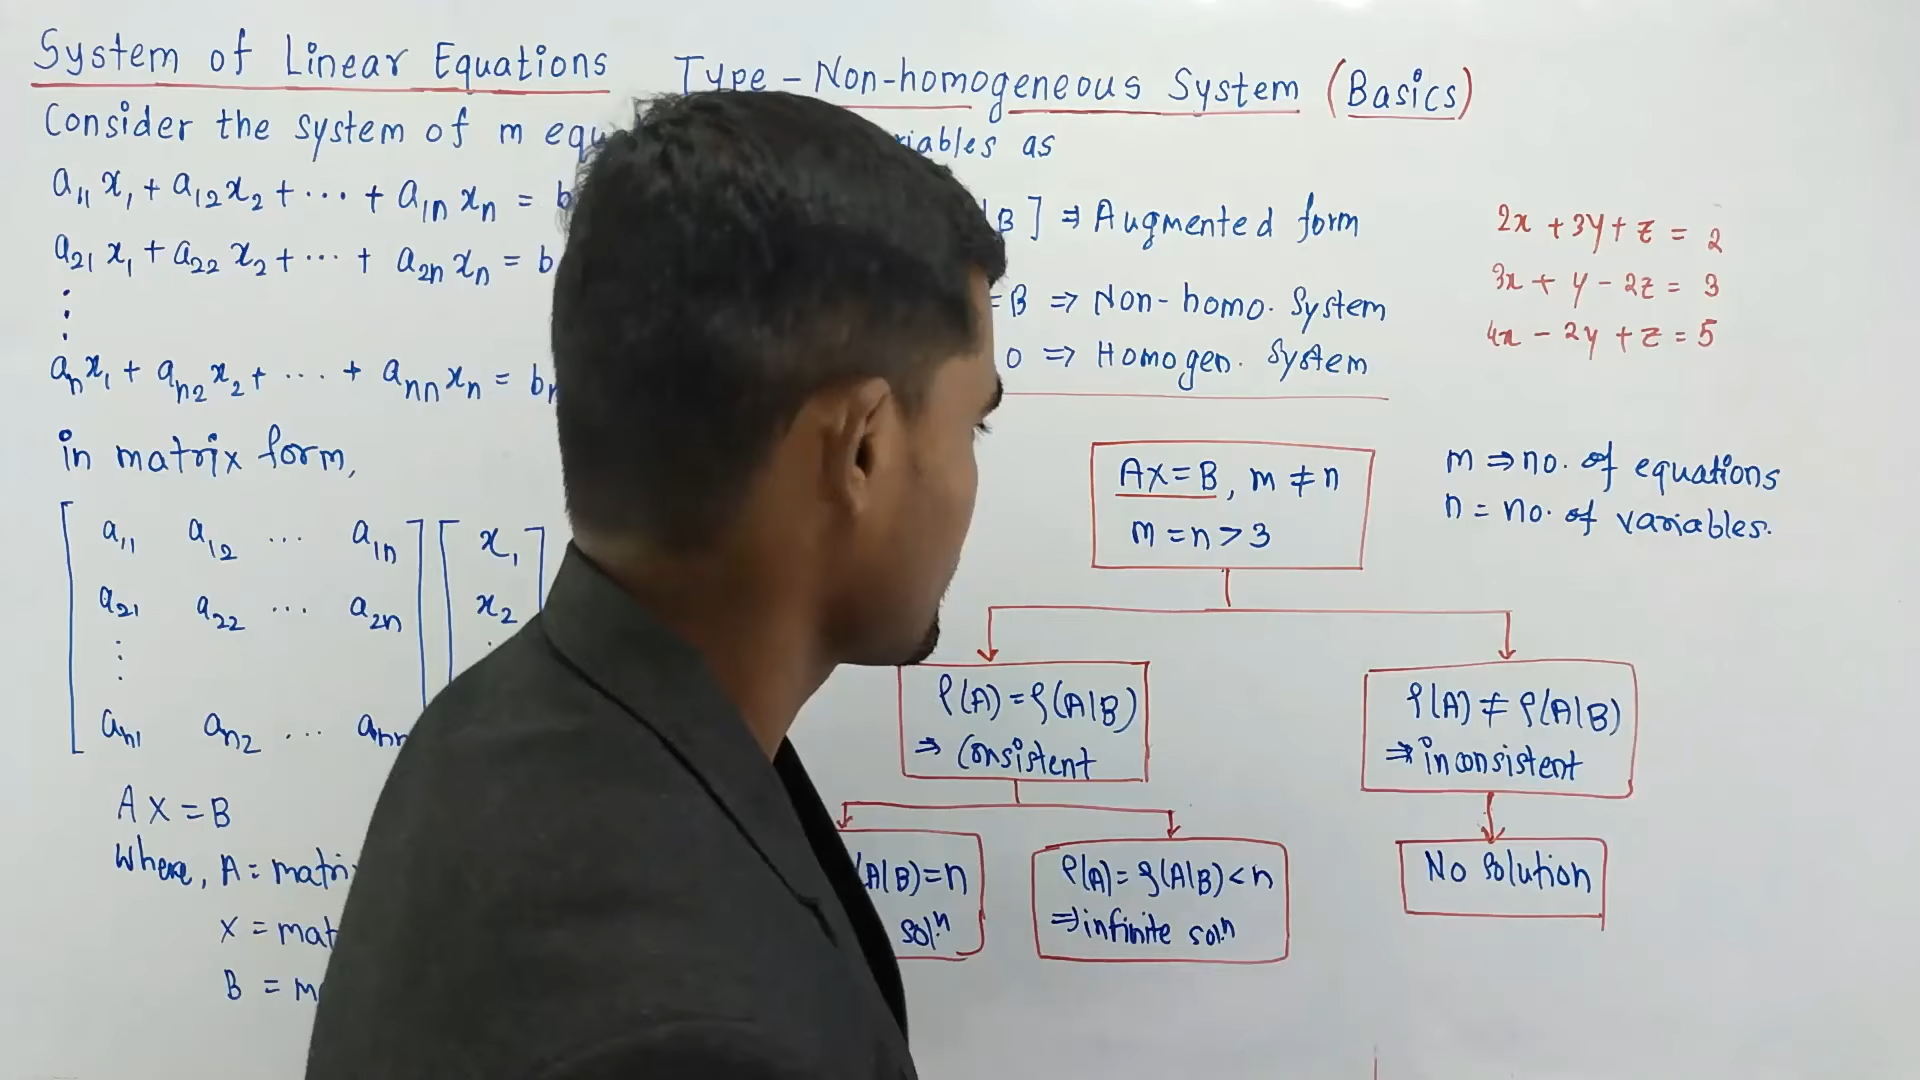 System of Linear Equations Type - Non-homogeneous System (Basics)
Consider the system of m equ
riables as
a11 x1 + a12 x2 + ... + a1n xn = b
a21 x1 + a22 x2 + ... + a2n xn = b
⋮
an x1 + an2 x2 + ... + ann xn = bn
in matrix form,
a11 a12 ... a1n x1
a21 a22 ... a2n x2
⋮
an1 an2 ... ann
AX = B
Where, A = matri
X = mat
B = m
|B ] ⇒ Augmented form
= B ⇒ Non-homo. System
0 ⇒ Homogen. System
2x + 3y + z = 2
3x + y - 2z = 3
4x - 2y + z = 5
AX = B, m ≠ n
m = n > 3
m ⇒ no. of equations
n = no. of variables.
ρ(A) = ρ(A|B)
⇒ Consistent
ρ(A) ≠ ρ(A|B)
⇒ inconsistent
(A|B) = n
solⁿ
ρ(A) = ρ(A|B) < n
⇒ infinite solⁿ
No solution